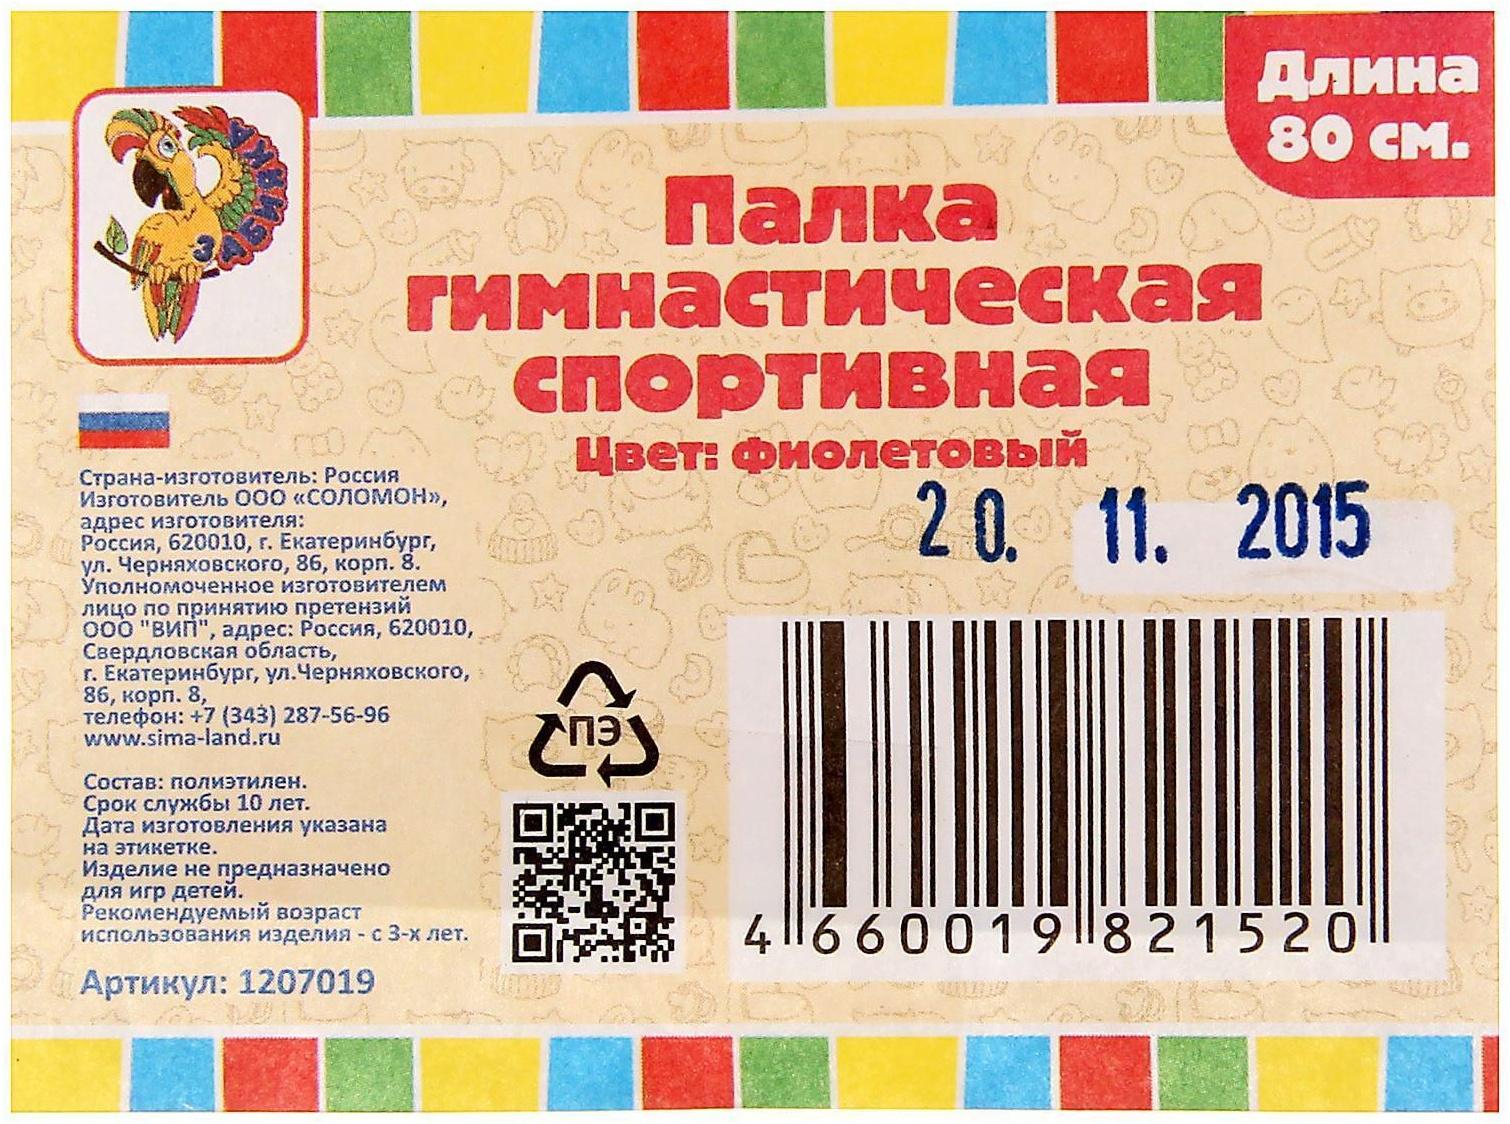 Длина
80 см.
ЗАБИЯКА
Палка
гимнастическая
спортивная
Цвет: фиолетовый
20. 11. 2015
Страна-изготовитель: Россия
Изготовитель ООО «СОЛОМОН»,
адрес изготовителя:
Россия, 620010, г. Екатеринбург,
ул. Черняховского, 86, корп. 8.
Уполномоченное изготовителем
лицо по принятию претензий
ООО "ВИП", адрес: Россия, 620010,
Свердловская область,
г. Екатеринбург, ул.Черняховского,
86, корп. 8,
телефон: +7 (343) 287-56-96
www.sima-land.ru
Состав: полиэтилен.
Срок службы 10 лет.
Дата изготовления указана
на этикетке.
Изделие не предназначено
для игр детей.
Рекомендуемый возраст
использования изделия - с 3-х лет.
Артикул: 1207019
ПЭ
4 660019 821520